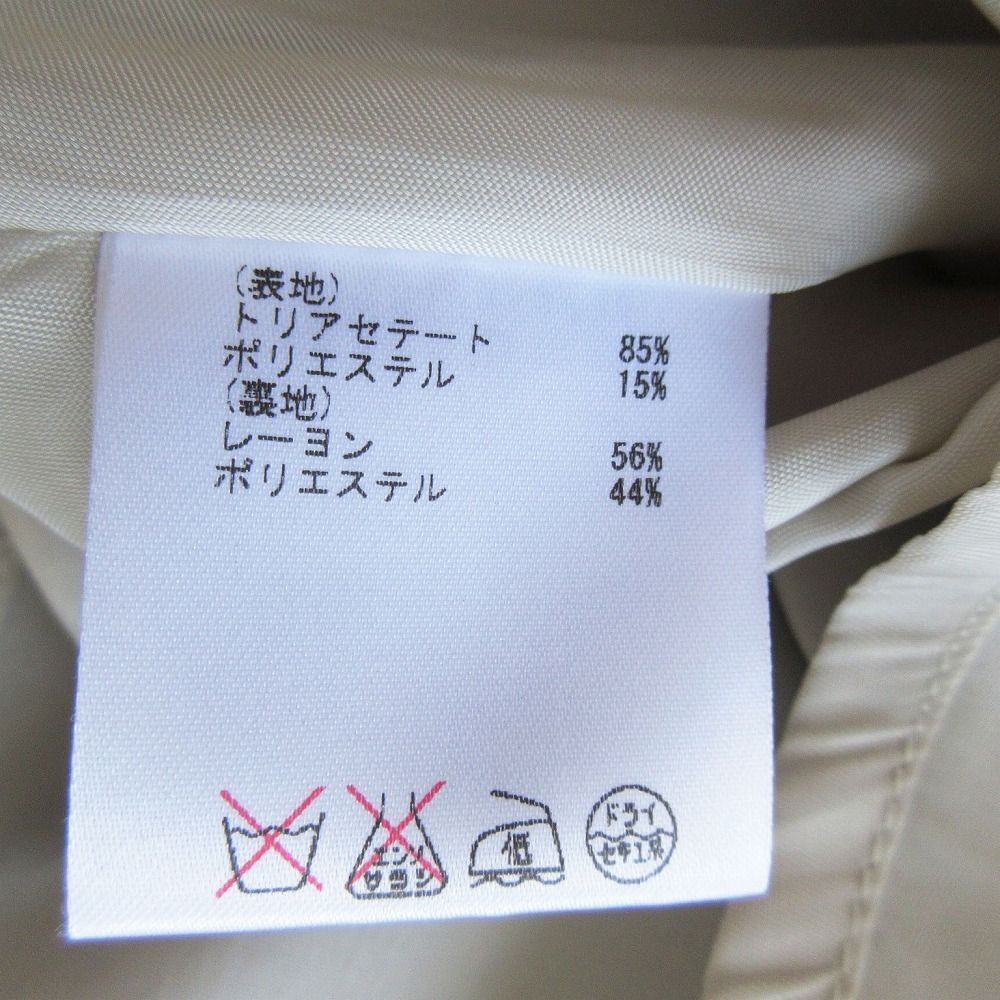 (表地)
トリアセテート 85%
ポリエステル 15%
(裏地)
レーヨン 56%
ポリエステル 44%
エンソ
サラシ
低
ドライ
セキユ系